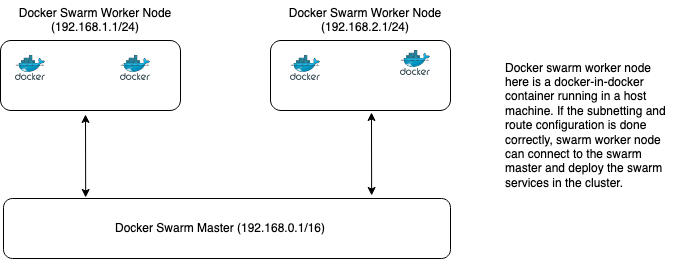 Docker Swarm Worker Node
(192.168.1.1/24)
Docker Swarm Worker Node
(192.168.2.1/24)
docker
docker
docker
docker
Docker swarm worker node
here is a docker-in-docker
container running in a host
machine. If the subnetting and
route configuration is done
correctly, swarm worker node
can connect to the swarm
master and deploy the swarm
services in the cluster.
Docker Swarm Master (192.168.0.1/16)